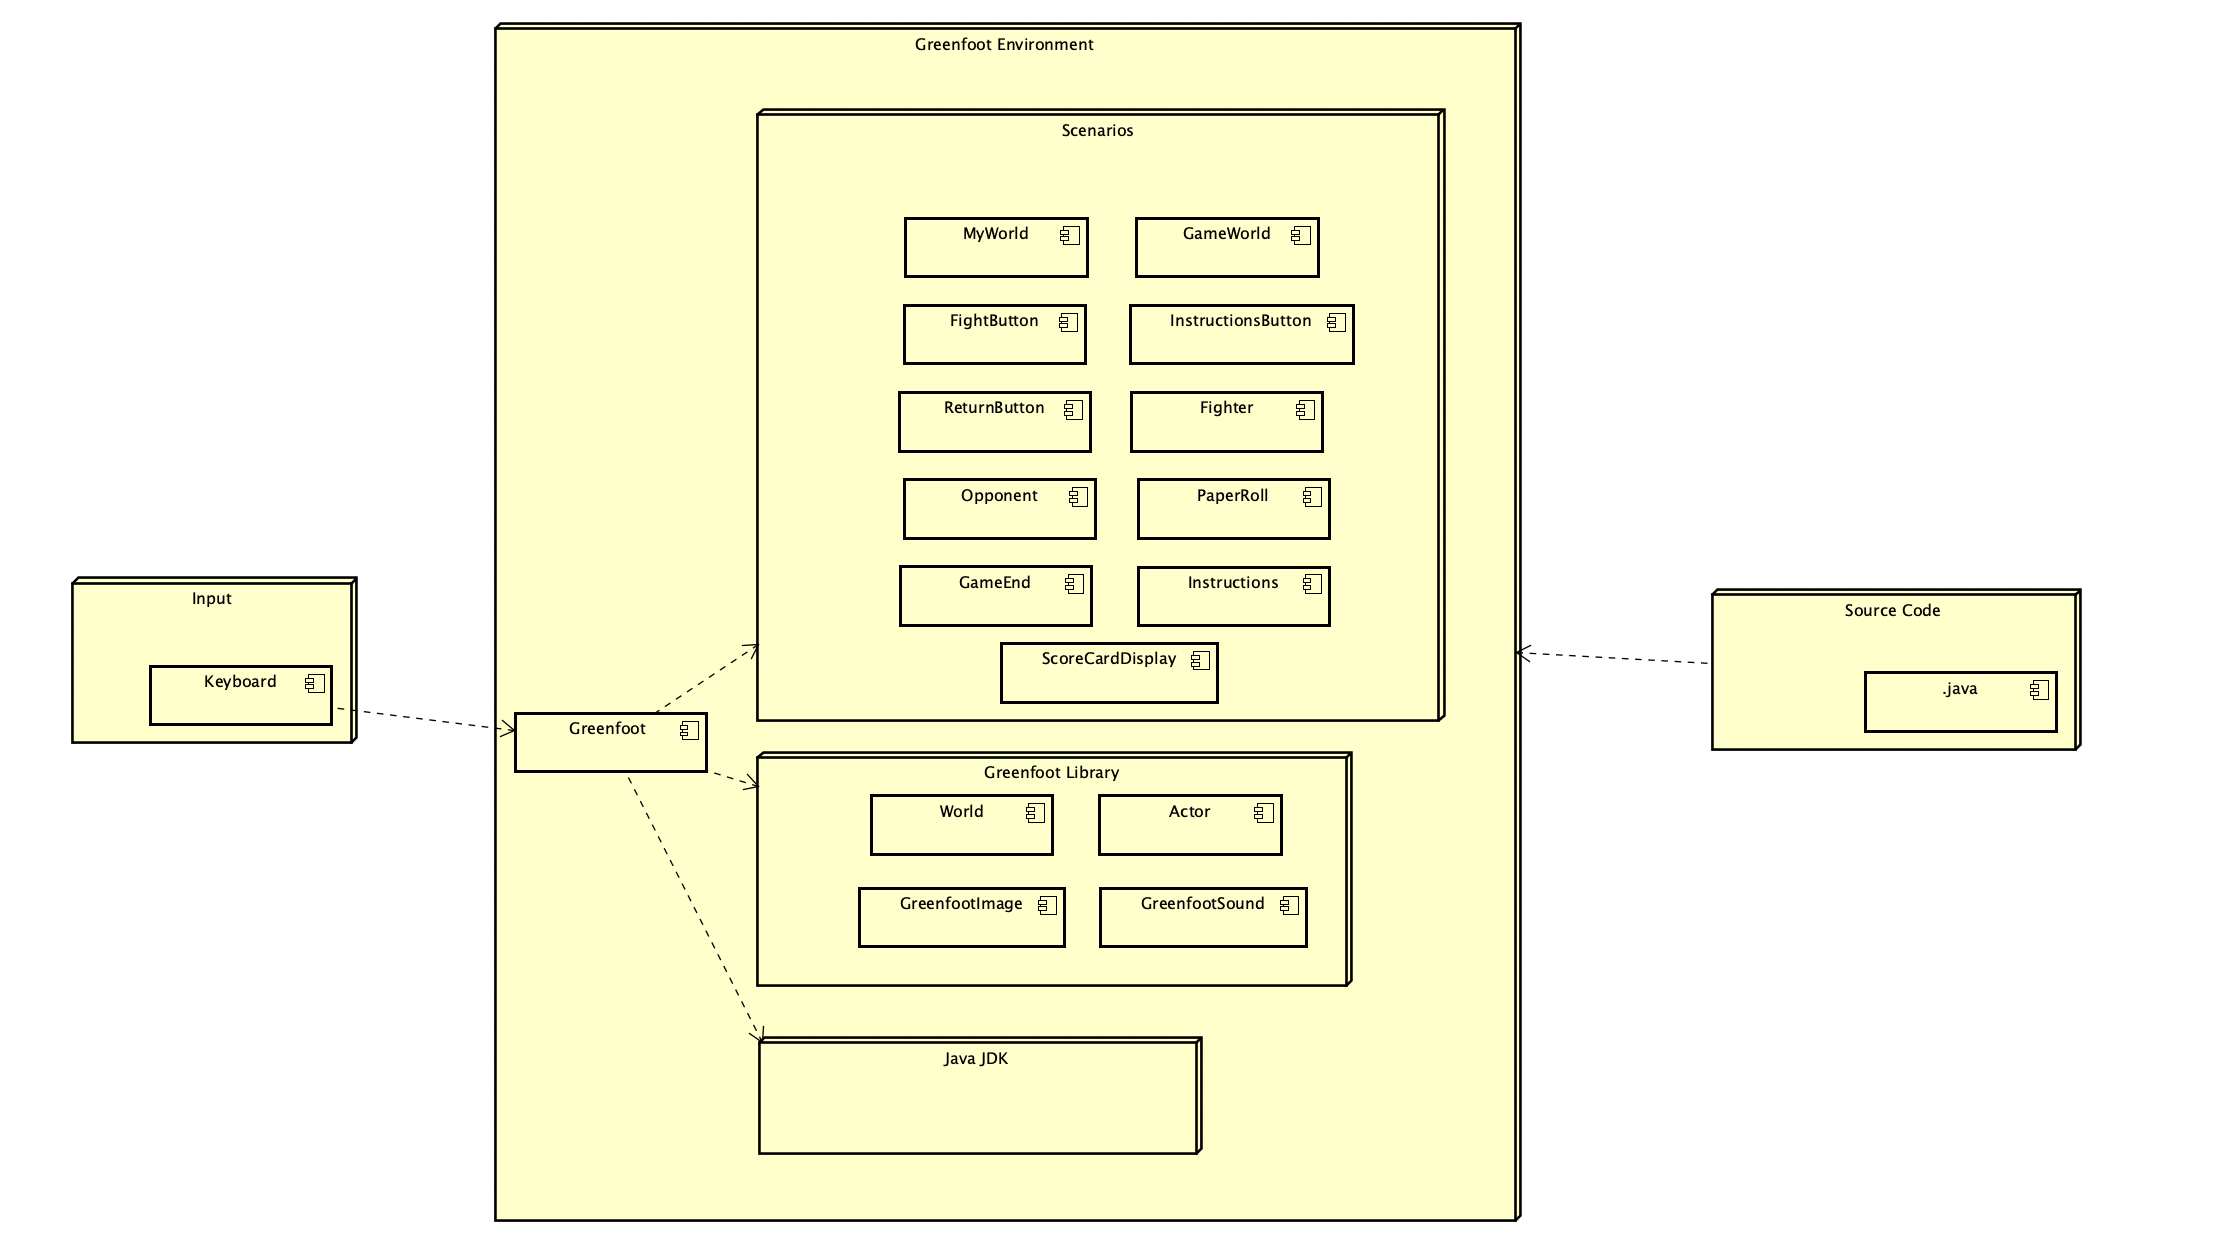 Greenfoot Environment
Scenarios
MyWorld
GameWorld
FightButton
InstructionsButton
ReturnButton
Fighter
Opponent
PaperRoll
GameEnd
Instructions
ScoreCardDisplay
Input
Keyboard
Greenfoot
Greenfoot Library
World
Actor
GreenfootImage
GreenfootSound
Java JDK
Source Code
.java